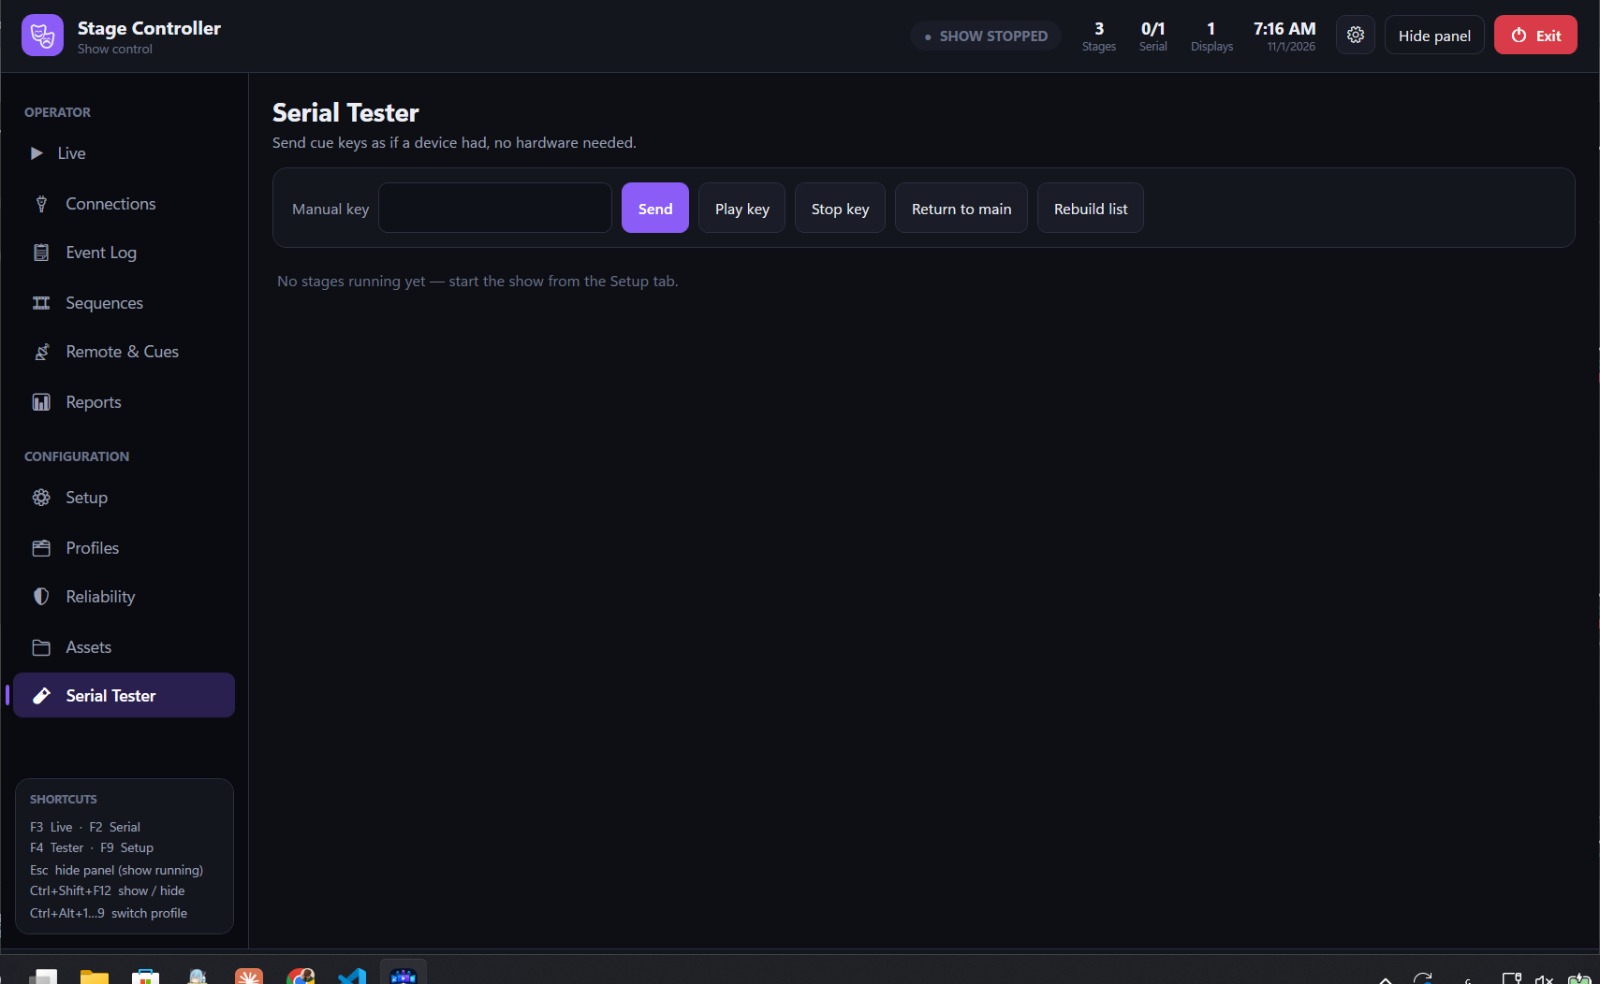 Stage Controller
Show control
● SHOW STOPPED
3
Stages
0/1
Serial
1
Displays
7:16 AM
11/1/2026
Hide panel
Exit
OPERATOR
Live
Connections
Event Log
Sequences
Remote & Cues
Reports
CONFIGURATION
Setup
Profiles
Reliability
Assets
Serial Tester
SHORTCUTS
F3 Live · F2 Serial
F4 Tester · F9 Setup
Esc hide panel (show running)
Ctrl+Shift+F12 show / hide
Ctrl+Alt+1...9 switch profile
Serial Tester
Send cue keys as if a device had, no hardware needed.
Manual key
Send
Play key
Stop key
Return to main
Rebuild list
No stages running yet — start the show from the Setup tab.